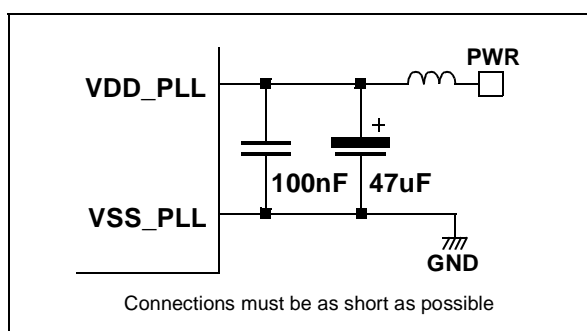 PWR
VDD_PLL
+
100nF
47uF
VSS_PLL
GND
Connections must be as short as possible